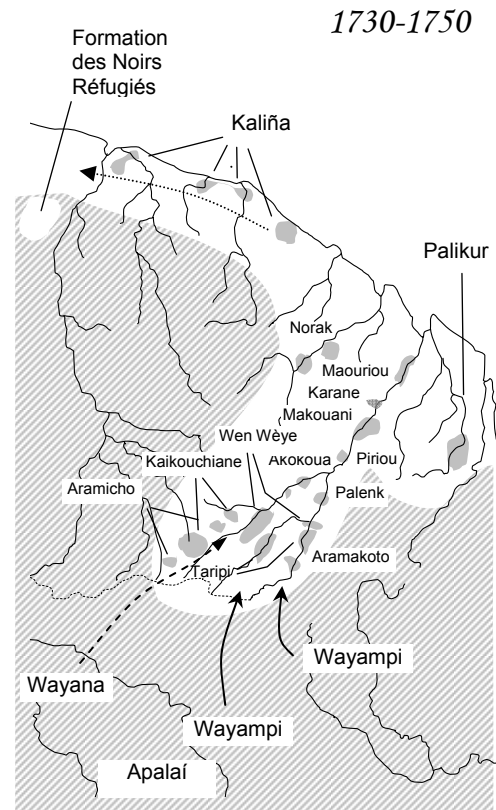 1730-1750
Formation
des Noirs
Réfugiés
Kaliña
Palikur
Norak
Maouriou
Karane
Makouani
Wen Wèye
Akokoua
Piriou
Kaikouchiane
Palenk
Aramicho
Aramakoto
Taripi
Wayampi
Wayana
Wayampi
Apalaí